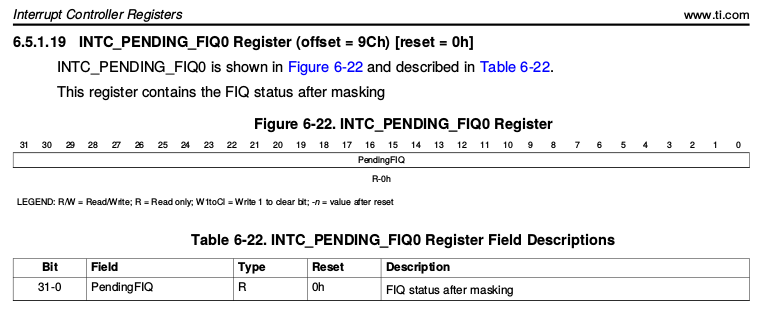 Interrupt Controller Registers www.ti.com
6.5.1.19 INTC_PENDING_FIQ0 Register (offset = 9Ch) [reset = 0h]
INTC_PENDING_FIQ0 is shown in Figure 6-22 and described in Table 6-22.
This register contains the FIQ status after masking
Figure 6-22. INTC_PENDING_FIQ0 Register
31 30 29 28 27 26 25 24 23 22 21 20 19 18 17 16 15 14 13 12 11 10 9 8 7 6 5 4 3 2 1 0
PendingFIQ
R-0h
LEGEND: R/W = Read/Write; R = Read only; W1toCl = Write 1 to clear bit; -n = value after reset
Table 6-22. INTC_PENDING_FIQ0 Register Field Descriptions
Bit Field Type Reset Description
31-0 PendingFIQ R 0h FIQ status after masking